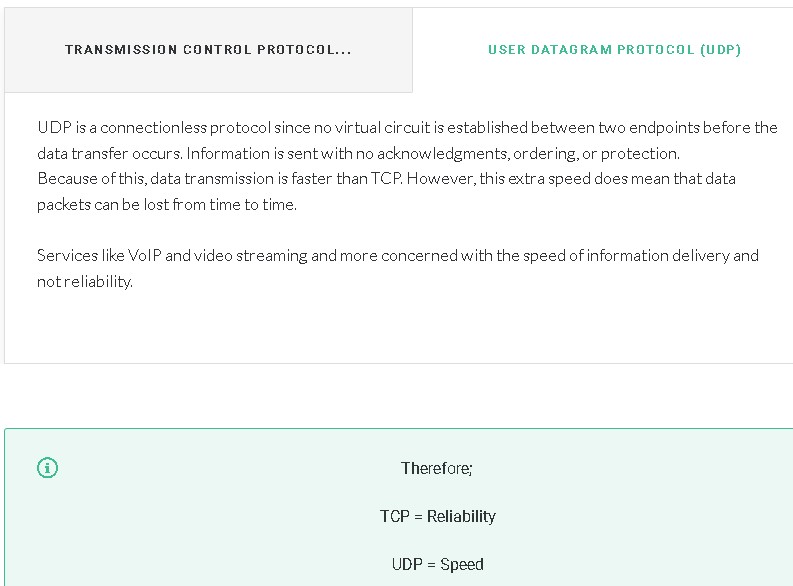 TRANSMISSION CONTROL PROTOCOL...
USER DATAGRAM PROTOCOL (UDP)
UDP is a connectionless protocol since no virtual circuit is established between two endpoints before the
data transfer occurs. Information is sent with no acknowledgments, ordering, or protection.
Because of this, data transmission is faster than TCP. However, this extra speed does mean that data
packets can be lost from time to time.
Services like VoIP and video streaming and more concerned with the speed of information delivery and
not reliability.
Therefore;
TCP = Reliability
UDP = Speed